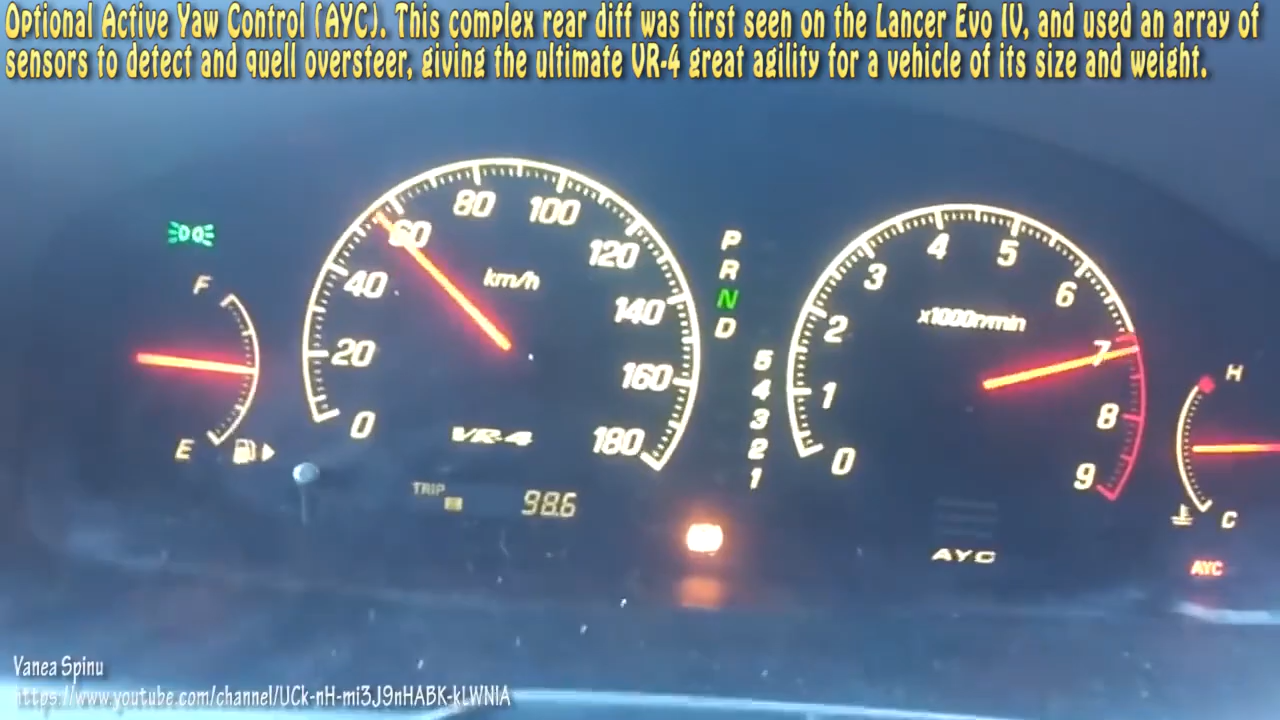 Optional Active Yaw Control (AYC). This complex rear diff was first seen on the Lancer Evo IV, and used an array of
sensors to detect and quell oversteer, giving the ultimate VR-4 great agility for a vehicle of its size and weight.
F
E
0
20
40
60
80
100
120
140
160
180
km/h
VR-4
TRIP
98.6
P
R
N
D
5
4
3
2
1
0
1
2
3
4
5
6
7
8
9
x1000r/min
AYC
H
C
AYC
Vanea Spinu
https://www.youtube.com/channel/UCk-nH-mi3J9nHABK-kLWNIA